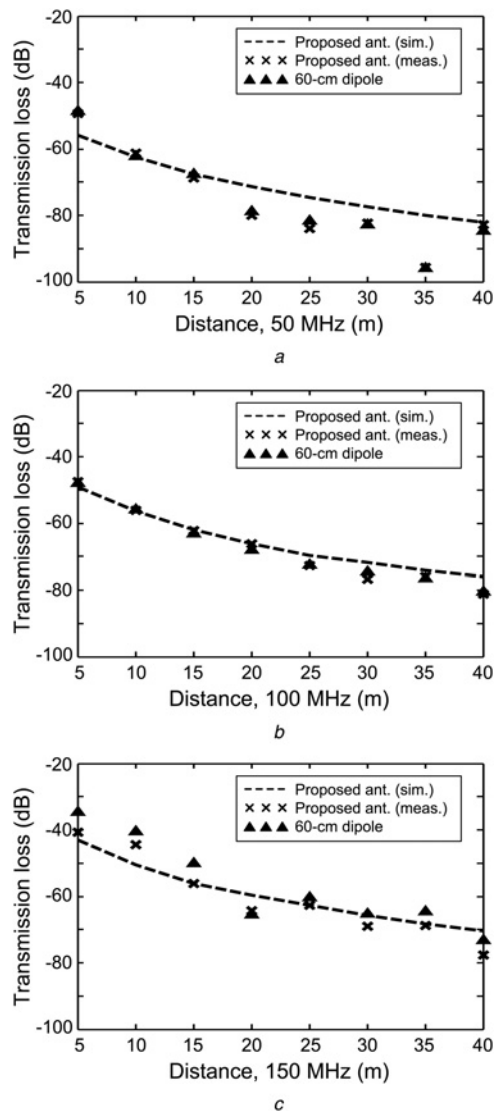 -20
Proposed ant. (sim.)
Proposed ant. (meas.)
60-cm dipole
-40
-60
-80
-100
Transmission loss (dB)
5 10 15 20 25 30 35 40
Distance, 50 MHz (m)
a
-20
Proposed ant. (sim.)
Proposed ant. (meas.)
60-cm dipole
-40
-60
-80
-100
Transmission loss (dB)
5 10 15 20 25 30 35 40
Distance, 100 MHz (m)
b
-20
Proposed ant. (sim.)
Proposed ant. (meas.)
60-cm dipole
-40
-60
-80
-100
Transmission loss (dB)
5 10 15 20 25 30 35 40
Distance, 150 MHz (m)
c